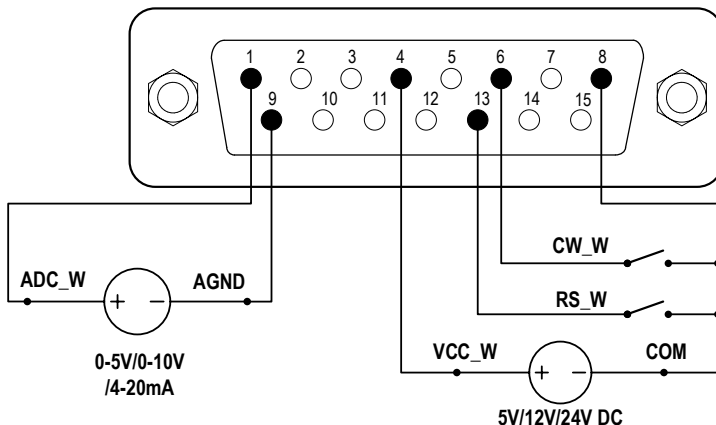 1 2 3 4 5 6 7 8
9 10 11 12 13 14 15
CW_W
ADC_W + − AGND
RS_W
VCC_W + − COM
0-5V/0-10V
/4-20mA
5V/12V/24V DC